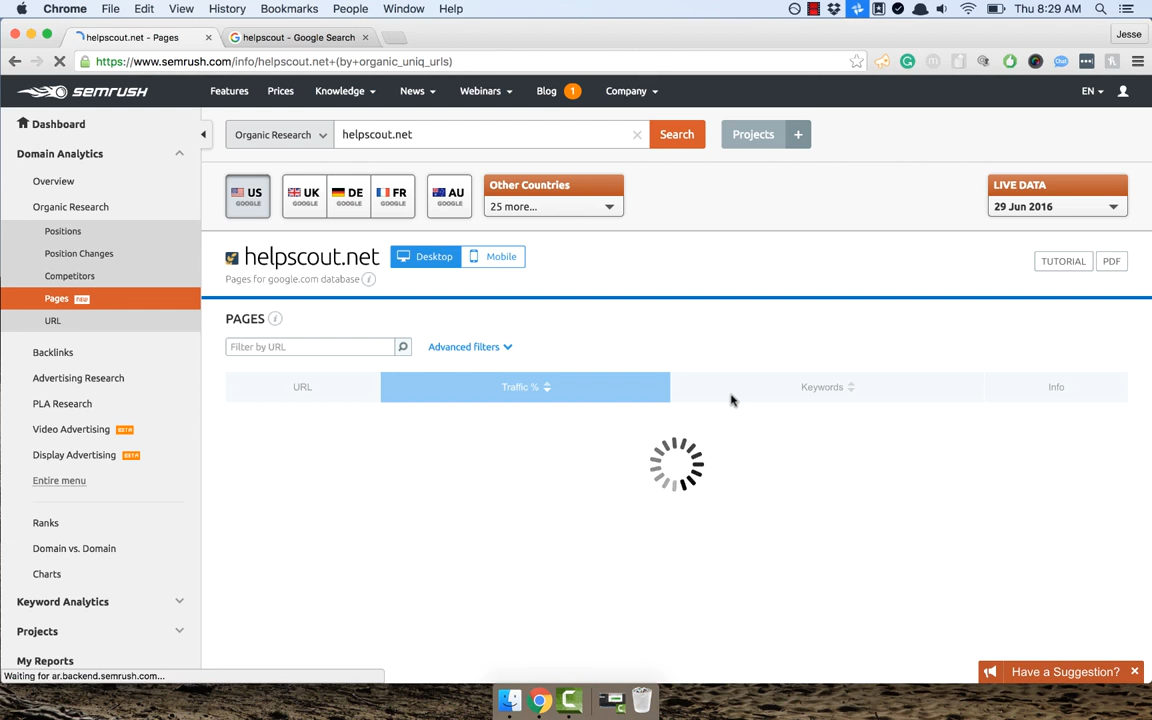 Chrome File Edit View History Bookmarks People Window Help Thu 8:29 AM
helpscout.net - Pages helpscout - Google Search Jesse
https://www.semrush.com/info/helpscout.net+(by+organic_uniq_urls)
SEMRUSH Features Prices Knowledge News Webinars Blog 1 Company EN
Dashboard
Domain Analytics
Overview
Organic Research
Positions
Position Changes
Competitors
Pages new
URL
Backlinks
Advertising Research
PLA Research
Video Advertising BETA
Display Advertising BETA
Entire menu
Ranks
Domain vs. Domain
Charts
Keyword Analytics
Projects
My Reports
Waiting for ar.backend.semrush.com...
Organic Research helpscout.net Search Projects +
US GOOGLE UK GOOGLE DE GOOGLE FR GOOGLE AU GOOGLE
Other Countries
25 more...
LIVE DATA
29 Jun 2016
helpscout.net Desktop Mobile TUTORIAL PDF
Pages for google.com database i
PAGES i
Filter by URL Advanced filters
URL Traffic % Keywords Info
Have a Suggestion?